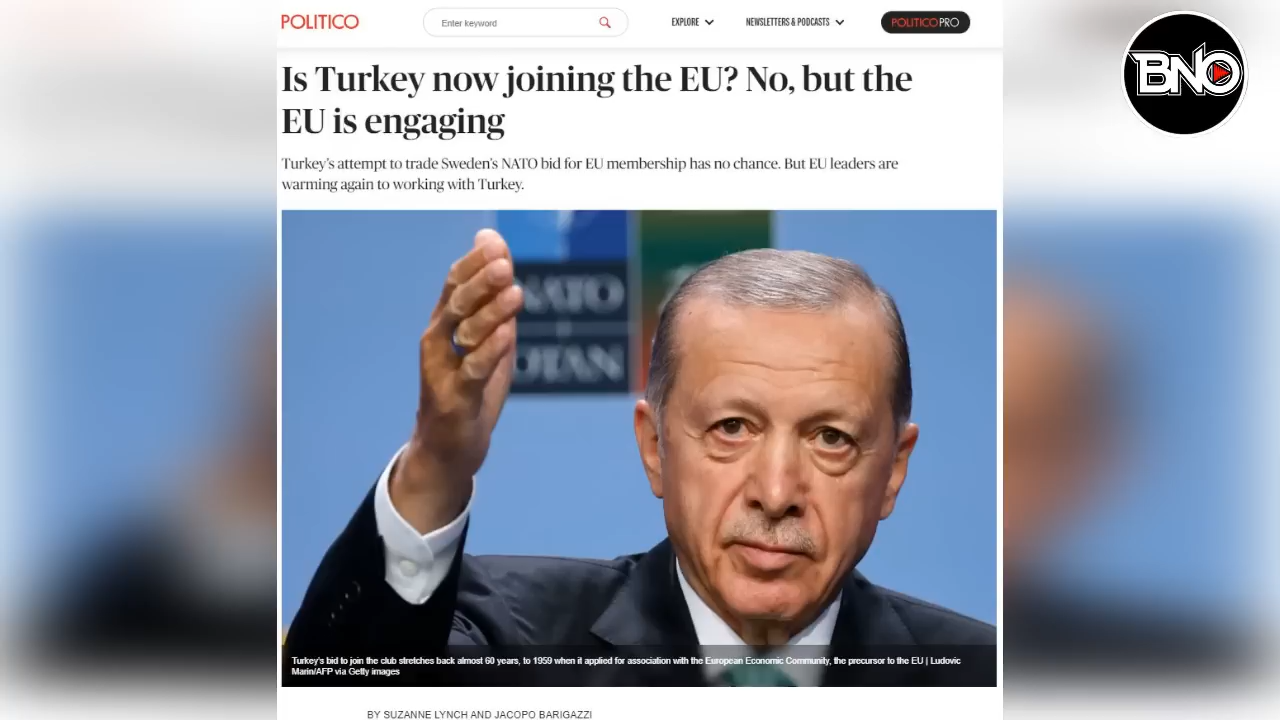 POLITICO
Enter keyword
EXPLORE
NEWSLETTERS & PODCASTS
POLITICO PRO
BNO
Is Turkey now joining the EU? No, but the
EU is engaging
Turkey's attempt to trade Sweden's NATO bid for EU membership has no chance. But EU leaders are
warming again to working with Turkey.
NATO
OTAN
Turkey's bid to join the club stretches back almost 60 years, to 1959 when it applied for association with the European Economic Community, the precursor to the EU | Ludovic
Marin/AFP via Getty images
BY SUZANNE LYNCH AND JACOPO BARIGAZZI